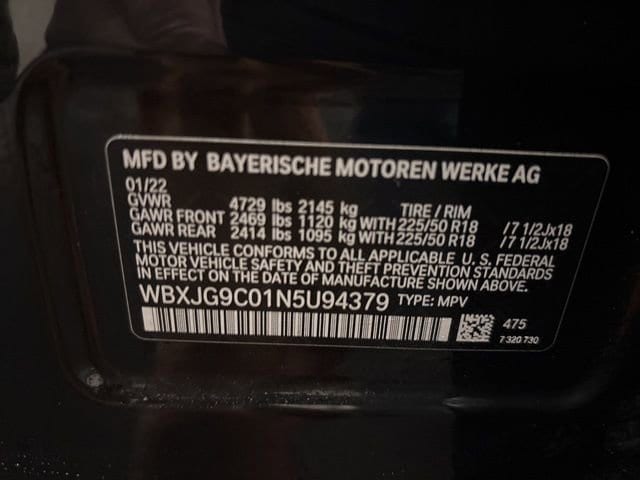 MFD BY BAYERISCHE MOTOREN WERKE AG
01/22
GVWR 4729 lbs 2145 kg TIRE / RIM
GAWR FRONT 2469 lbs 1120 kg WITH 225/50 R18 /7 1/2Jx18
GAWR REAR 2414 lbs 1095 kg WITH 225/50 R18 /7 1/2Jx18
THIS VEHICLE CONFORMS TO ALL APPLICABLE U. S. FEDERAL
MOTOR VEHICLE SAFETY AND THEFT PREVENTION STANDARDS
IN EFFECT ON THE DATE OF MANUFACTURE SHOWN ABOVE.
WBXJG9C01N5U94379 TYPE: MPV
475
7 320 730